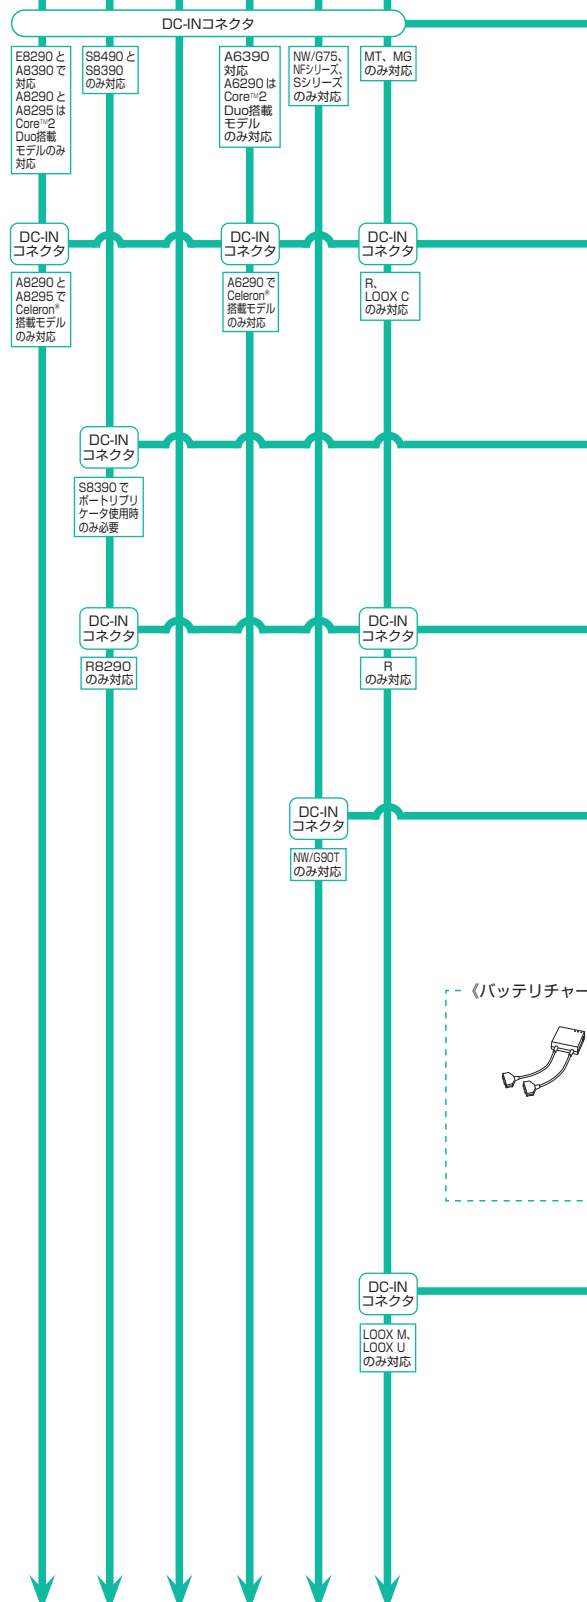 DC-INコネクタ
E8290と
A8390で
対応
A8290と
A8295は
Core™2
Duo搭載
モデルのみ
対応
S8490と
S8390
のみ対応
A6390
対応
A6290は
Core™2
Duo搭載
モデル
のみ対応
NW/G75、
NFシリーズ、
Sシリーズ
のみ対応
MT、MG
のみ対応
DC-IN
コネクタ
DC-IN
コネクタ
DC-IN
コネクタ
A8290と
A8295で
Celeron®
搭載モデル
のみ対応
A6290で
Celeron®
搭載モデル
のみ対応
R、
LOOX C
のみ対応
DC-IN
コネクタ
S8390で
ポートリプリ
ケータ使用時
のみ必要
DC-IN
コネクタ
DC-IN
コネクタ
R8290
のみ対応
R
のみ対応
DC-IN
コネクタ
NW/G90T
のみ対応
《バッテリチャー
DC-IN
コネクタ
LOOX M、
LOOX U
のみ対応